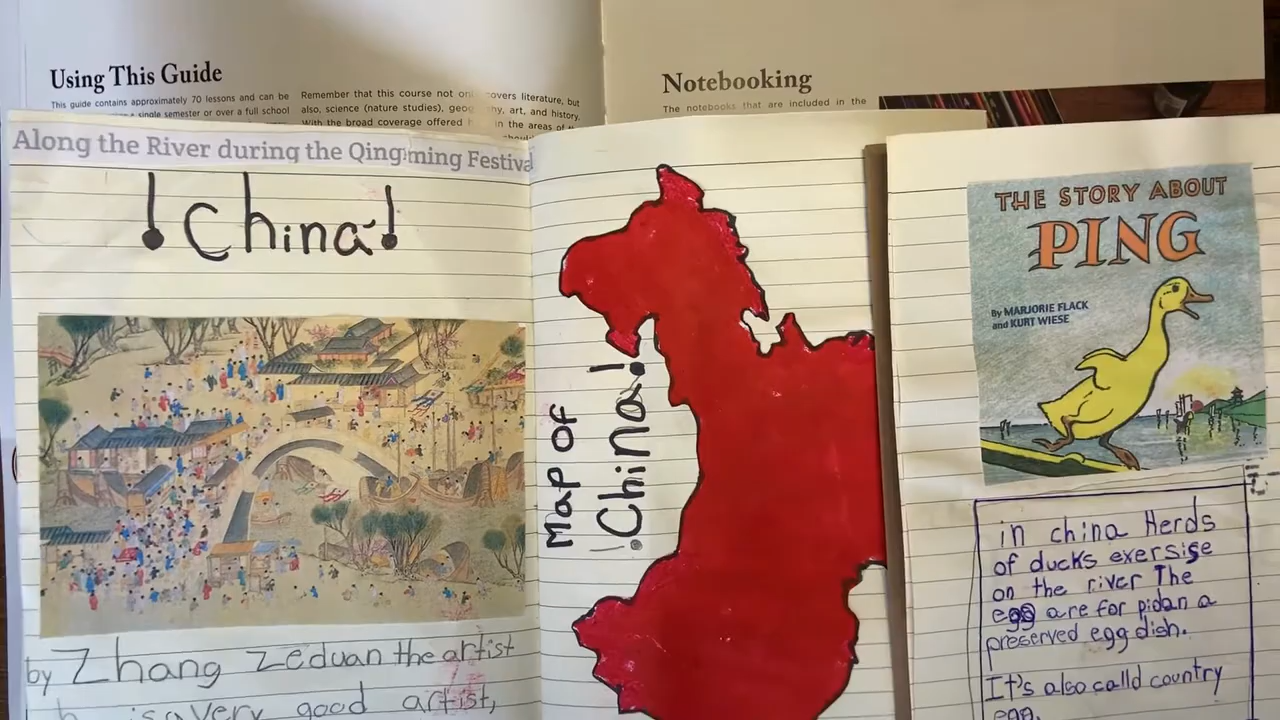 Using This Guide
This guide contains approximately 70 lessons and can be
single semester or over a full school
Remember that this course not only covers literature, but
also, science (nature studies), geography, art, and history.
With the broad coverage offered in the areas of
Notebooking
The notebooks that are included in the
Along the River during the Qingming Festival
!China!
by Zhang Zeduan the artist
is a very good artist,
Map of
!China!
THE STORY ABOUT
PING
By MARJORIE FLACK
and KURT WIESE
in china Herds
of ducks exersise
on the river The
egg are for pidan a
preserved egg dish.
It's also calld country
egg.